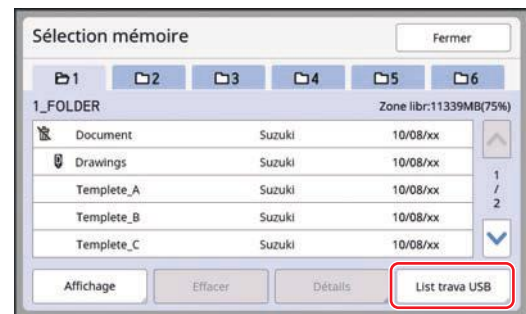 Sélection mémoire Fermer
1 2 3 4 5 6
1_FOLDER Zone libr:11339MB(75%)
Document Suzuki 10/08/xx
Drawings Suzuki 10/08/xx
Templete_A Suzuki 10/08/xx
Templete_B Suzuki 10/08/xx
Templete_C Suzuki 10/08/xx
1
/
2
Affichage Effacer Détails List trava USB